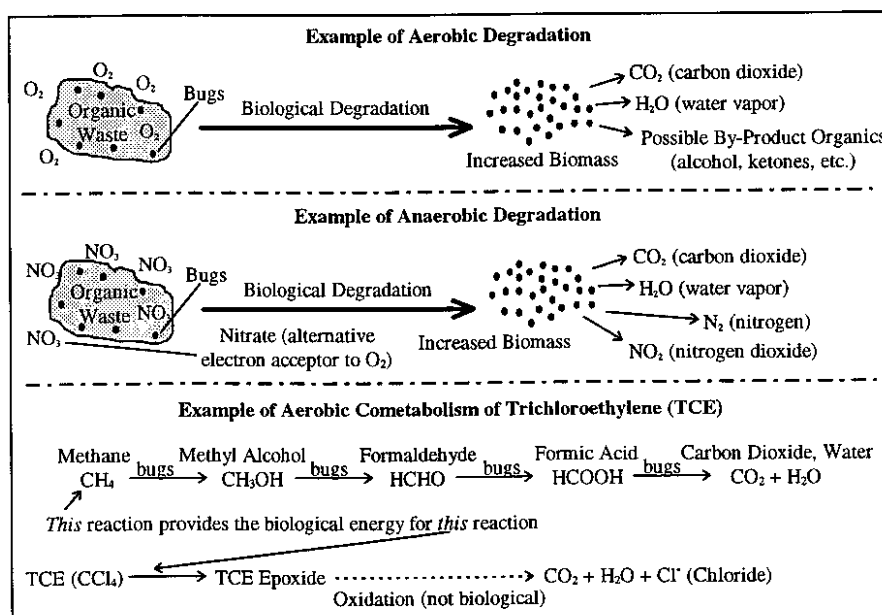 Example of Aerobic Degradation
O₂
O₂
O₂
O₂
O₂
Organic
Waste
Bugs
Biological Degradation
Increased Biomass
CO₂ (carbon dioxide)
H₂O (water vapor)
Possible By-Product Organics
(alcohol, ketones, etc.)
Example of Anaerobic Degradation
NO₃
NO₃
NO₃
NO₃
NO
Organic
Waste
Bugs
Biological Degradation
Nitrate (alternative
electron acceptor to O₂)
Increased Biomass
CO₂ (carbon dioxide)
H₂O (water vapor)
N₂ (nitrogen)
NO₂ (nitrogen dioxide)
Example of Aerobic Cometabolism of Trichloroethylene (TCE)
Methane Methyl Alcohol Formaldehyde Formic Acid Carbon Dioxide, Water
CH₄ bugs CH₃OH bugs HCHO bugs HCOOH bugs CO₂ + H₂O
This reaction provides the biological energy for this reaction
TCE (CCl₄) TCE Epoxide CO₂ + H₂O + Cl⁻ (Chloride)
Oxidation (not biological)